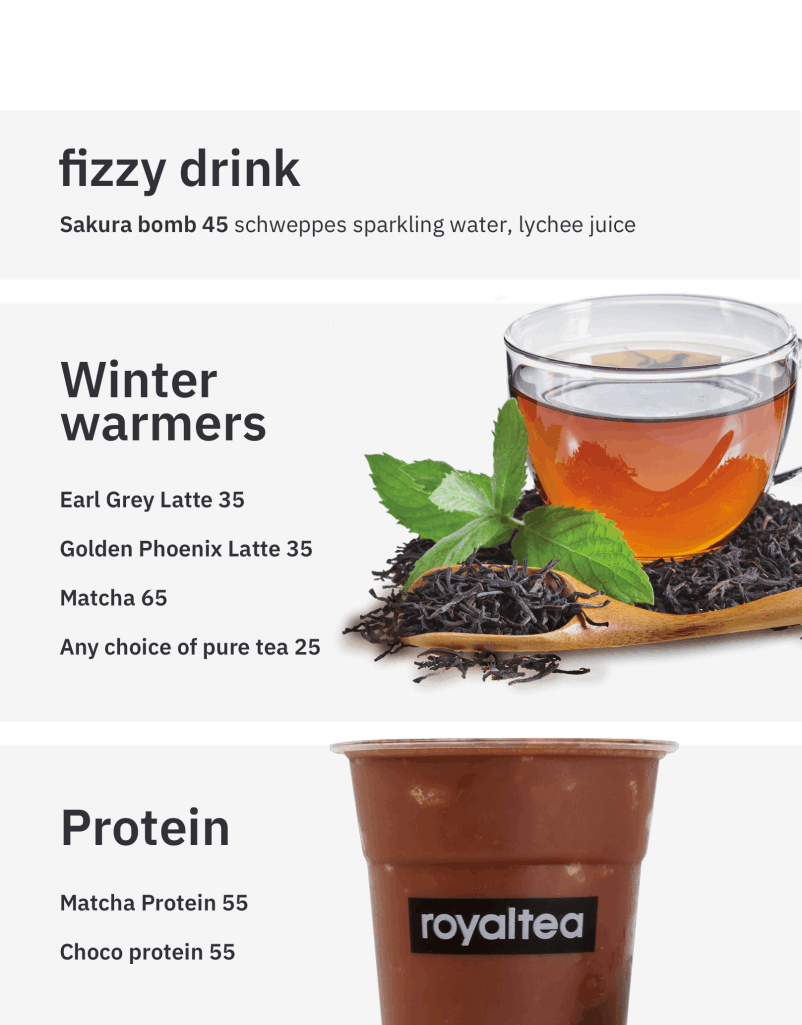 fizzy drink
Sakura bomb 45 schweppes sparkling water, lychee juice
Winter
warmers
Earl Grey Latte 35
Golden Phoenix Latte 35
Matcha 65
Any choice of pure tea 25
Protein
Matcha Protein 55
Choco protein 55
royaltea